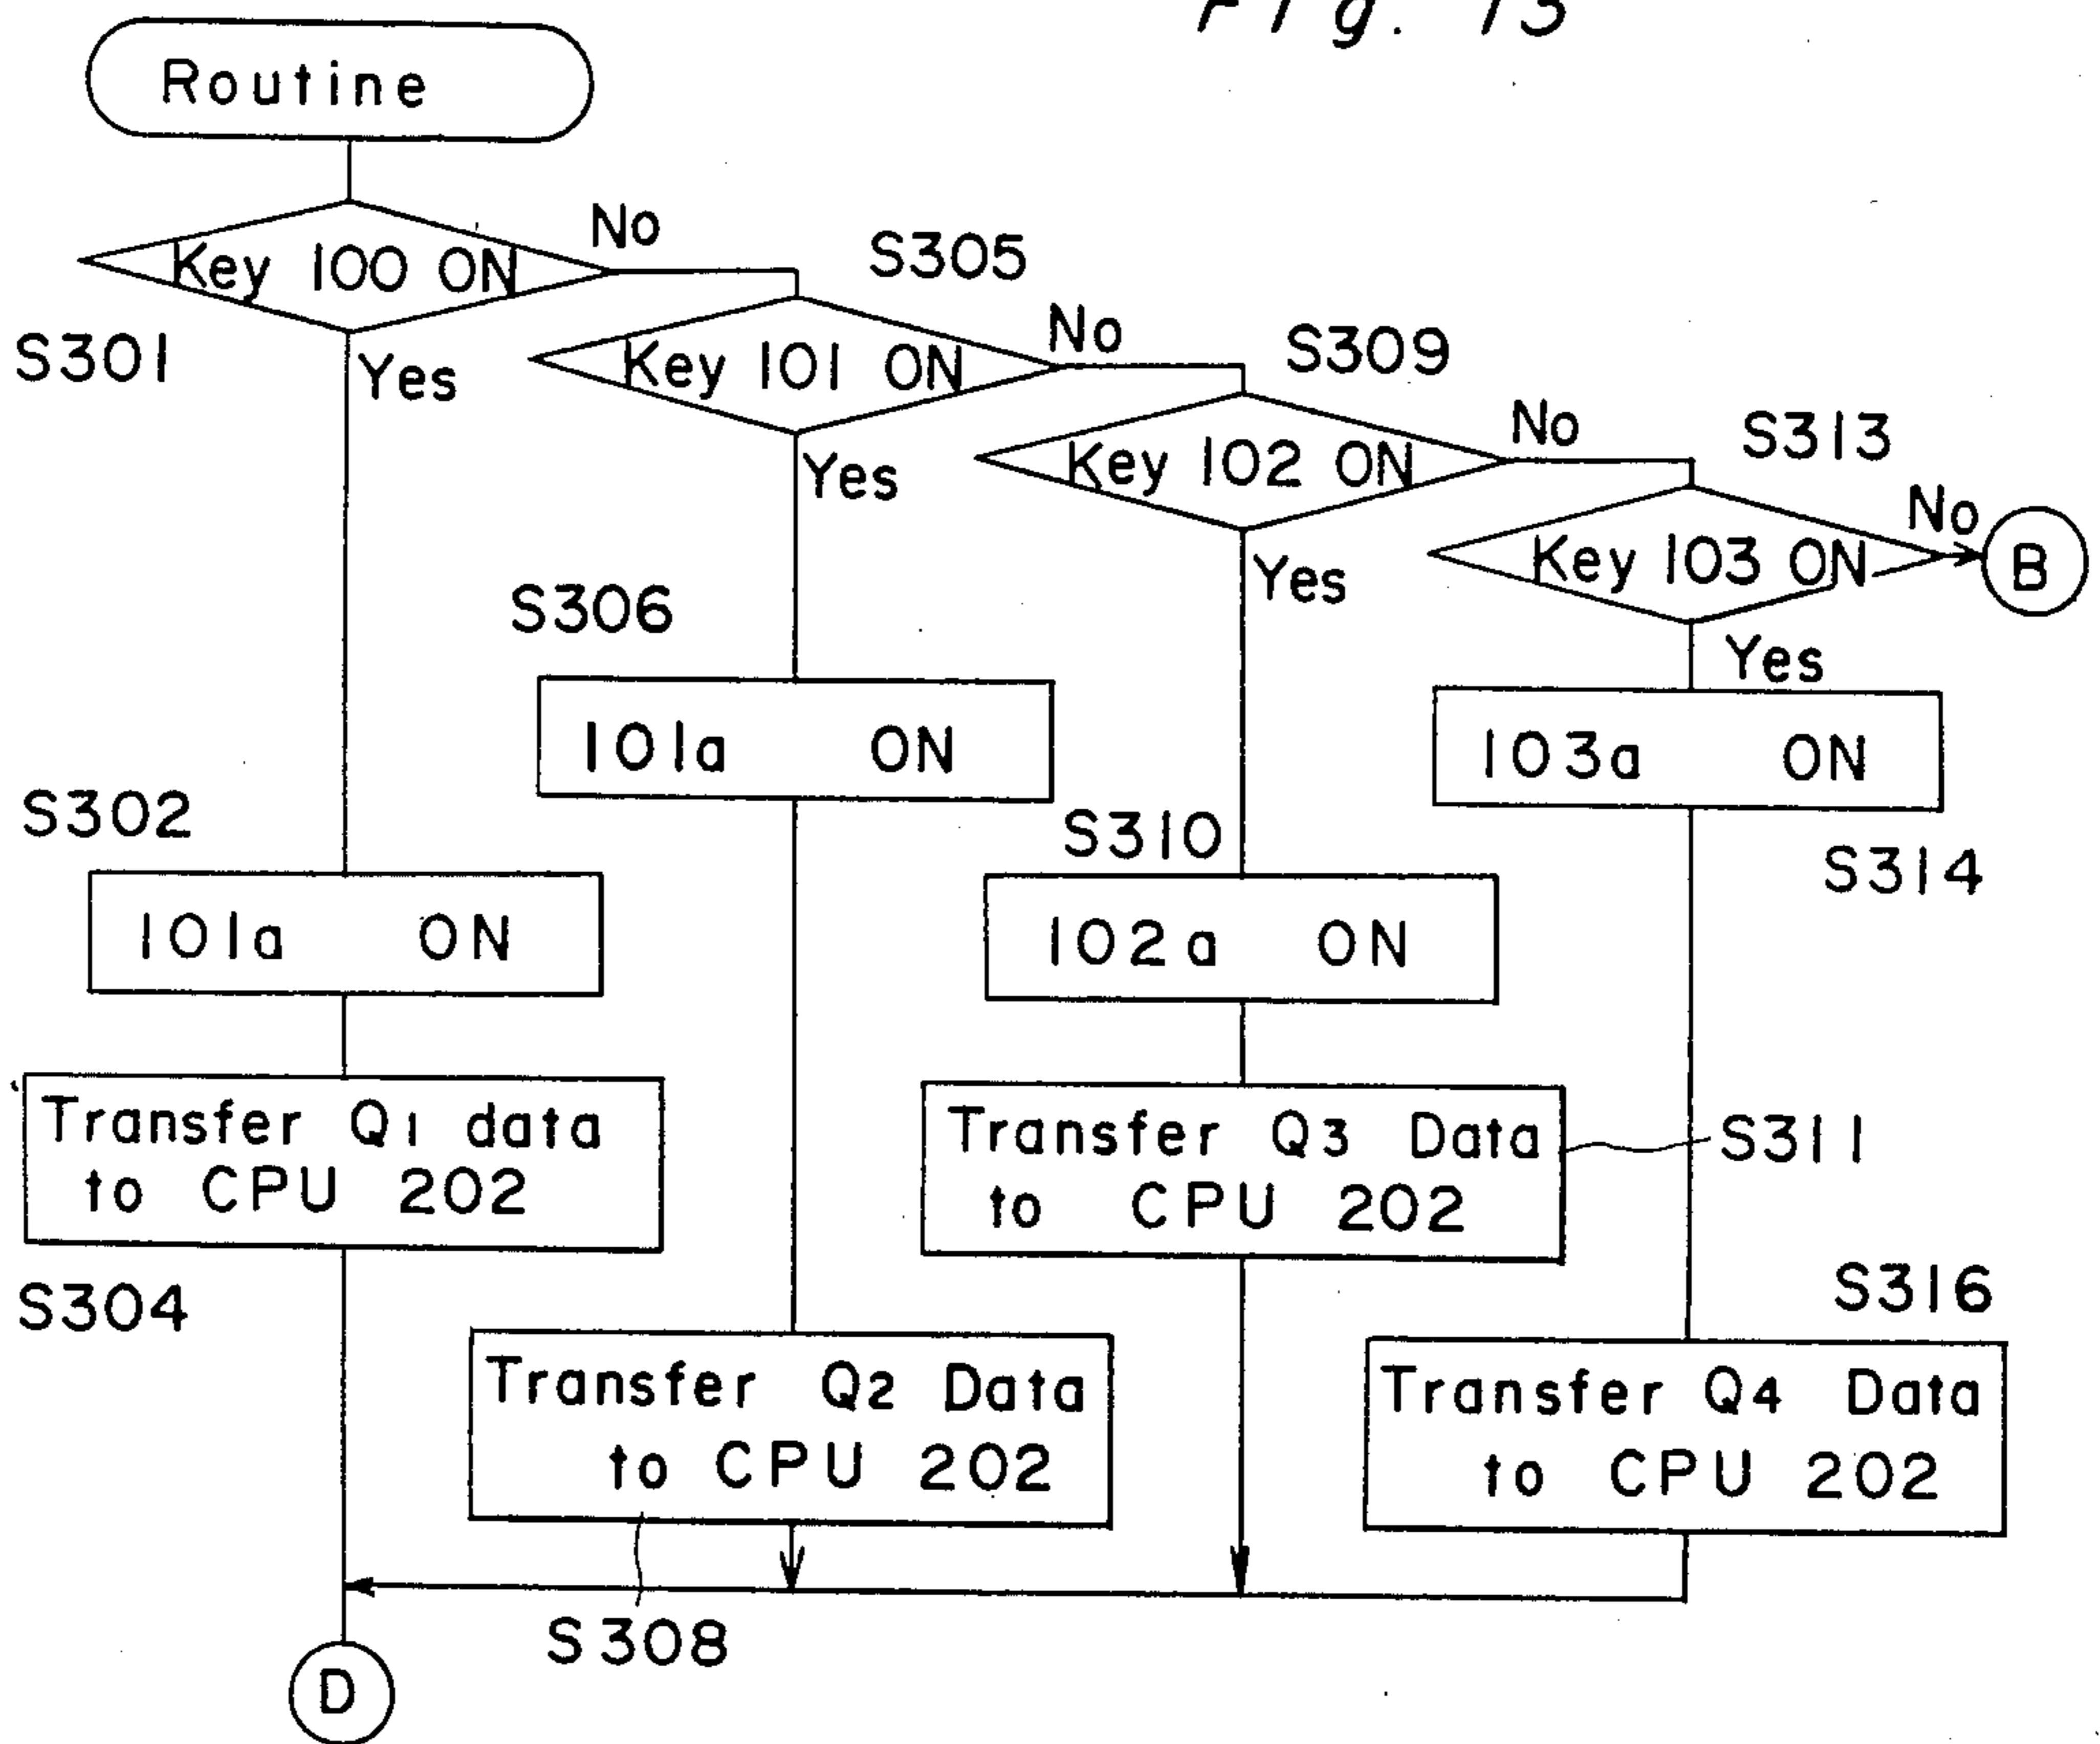 Fig. 13
Routine
Key 100 ON
No
S301
Yes
S305
Key 101 ON
No
Yes
S309
Key 102 ON
No
Yes
S313
Key 103 ON
No
B
Yes
S306
101a ON
103a ON
S302
S310
S314
101a ON
102a ON
Transfer Q1 data
to CPU 202
Transfer Q3 Data
to CPU 202
S311
S304
S316
Transfer Q2 Data
to CPU 202
Transfer Q4 Data
to CPU 202
S308
D